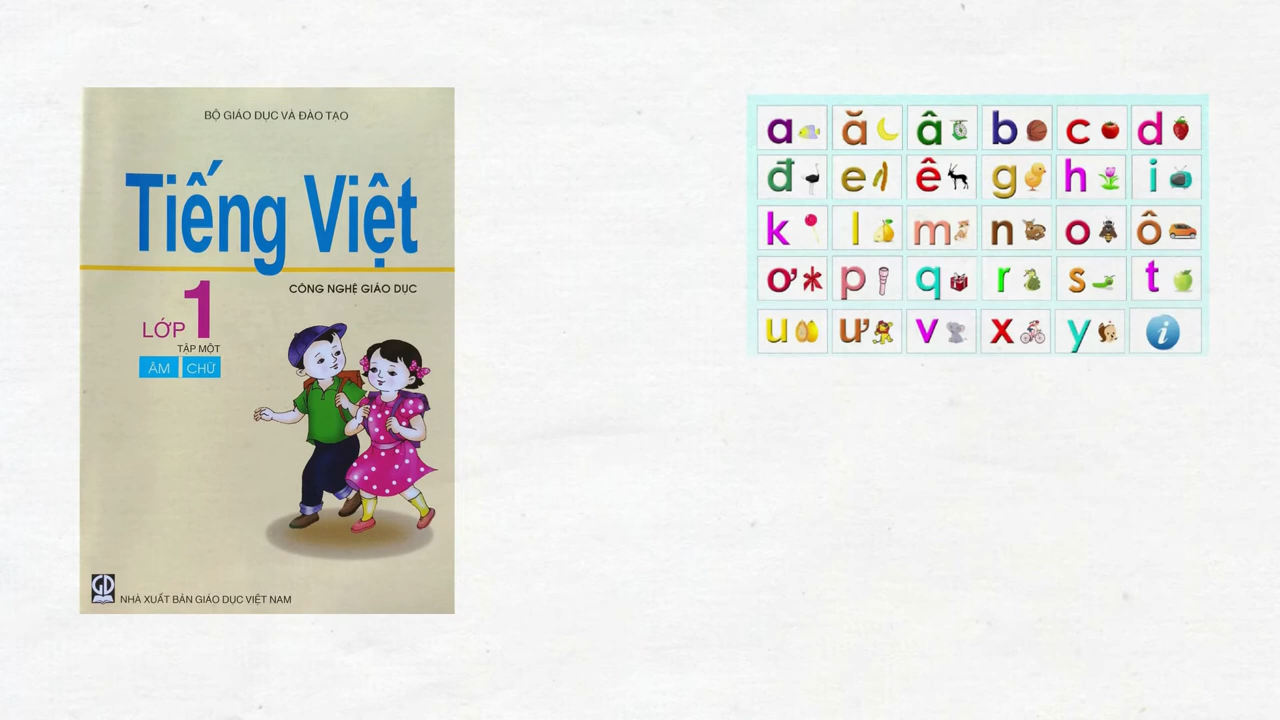 BỘ GIÁO DỤC VÀ ĐÀO TẠO
Tiếng Việt
CÔNG NGHỆ GIÁO DỤC
LỚP 1
TẬP MỘT
ÂM CHỮ
GD
NHÀ XUẤT BẢN GIÁO DỤC VIỆT NAM
a ă â b c d
đ e ê g h i
k l m n o ô
ơ p q r s t
u ư v x y i